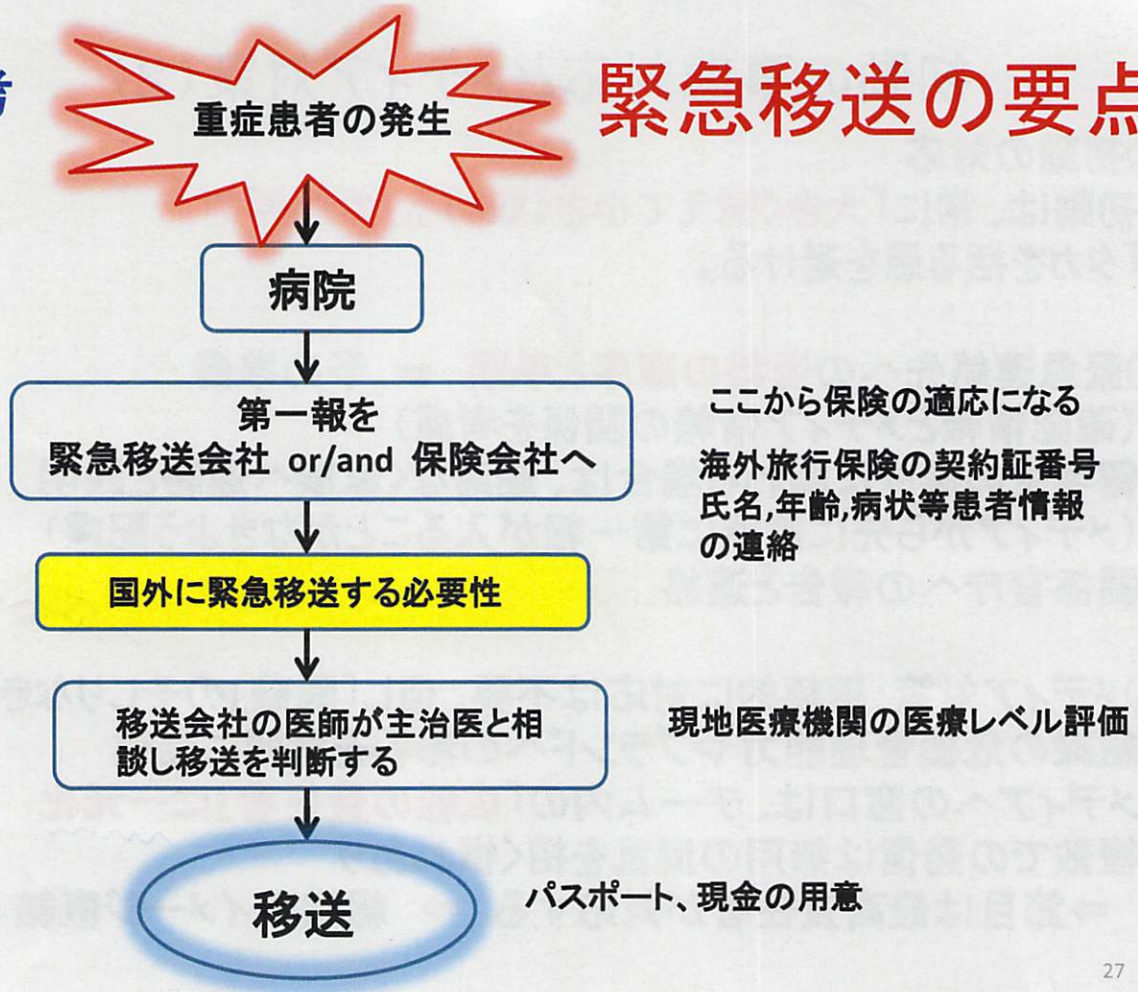 緊急移送の要点
重症患者の発生
病院
第一報を
緊急移送会社 or/and 保険会社へ
ここから保険の適応になる
海外旅行保険の契約証番号
氏名,年齢,病状等患者情報
の連絡
国外に緊急移送する必要性
移送会社の医師が主治医と相
談し移送を判断する
現地医療機関の医療レベル評価
移送
パスポート、現金の用意
27